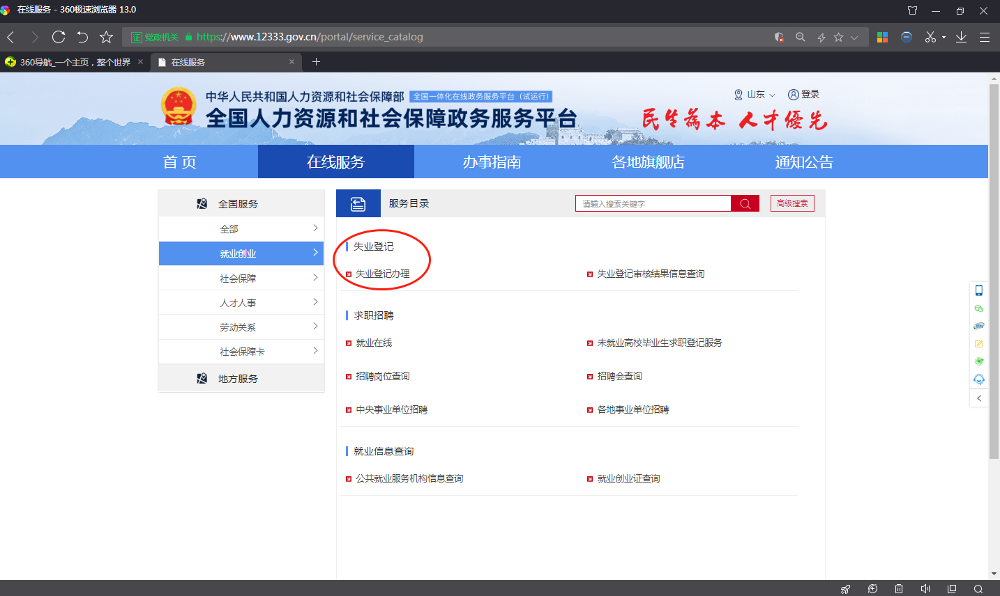 在线服务 - 360极速浏览器 13.0
证 党政机关 https://www.12333.gov.cn/portal/service_catalog
360导航_一个主页，整个世界
在线服务
中华人民共和国人力资源和社会保障部 全国一体化在线政务服务平台（试运行）
全国人力资源和社会保障政务服务平台
山东 登录
民生为本 人才優先
首 页 在线服务 办事指南 各地旗舰店 通知公告
全国服务
全部
就业创业
社会保障
人才人事
劳动关系
社会保障卡
地方服务
服务目录 请输入搜索关键字 高级搜索
失业登记
失业登记办理 失业登记审核结果信息查询
求职招聘
就业在线 未就业高校毕业生求职登记服务
招聘岗位查询 招聘会查询
中央事业单位招聘 各地事业单位招聘
就业信息查询
公共就业服务机构信息查询 就业创业证查询